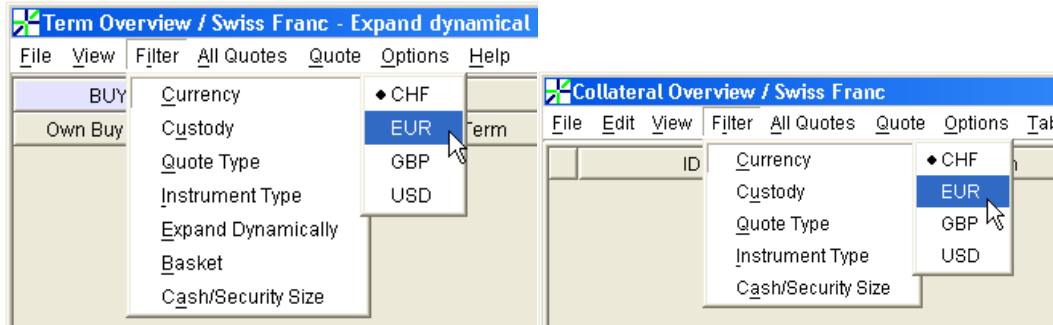 Term Overview / Swiss Franc - Expand dynamical
File View Filter All Quotes Quote Options Help
BUY
Own Buy
Term
Currency
Custody
Quote Type
Instrument Type
Expand Dynamically
Basket
Cash/Security Size
CHF
EUR
GBP
USD
Collateral Overview / Swiss Franc
File Edit View Filter All Quotes Quote Options
ID
Currency
Custody
Quote Type
Instrument Type
Cash/Security Size
CHF
EUR
GBP
USD